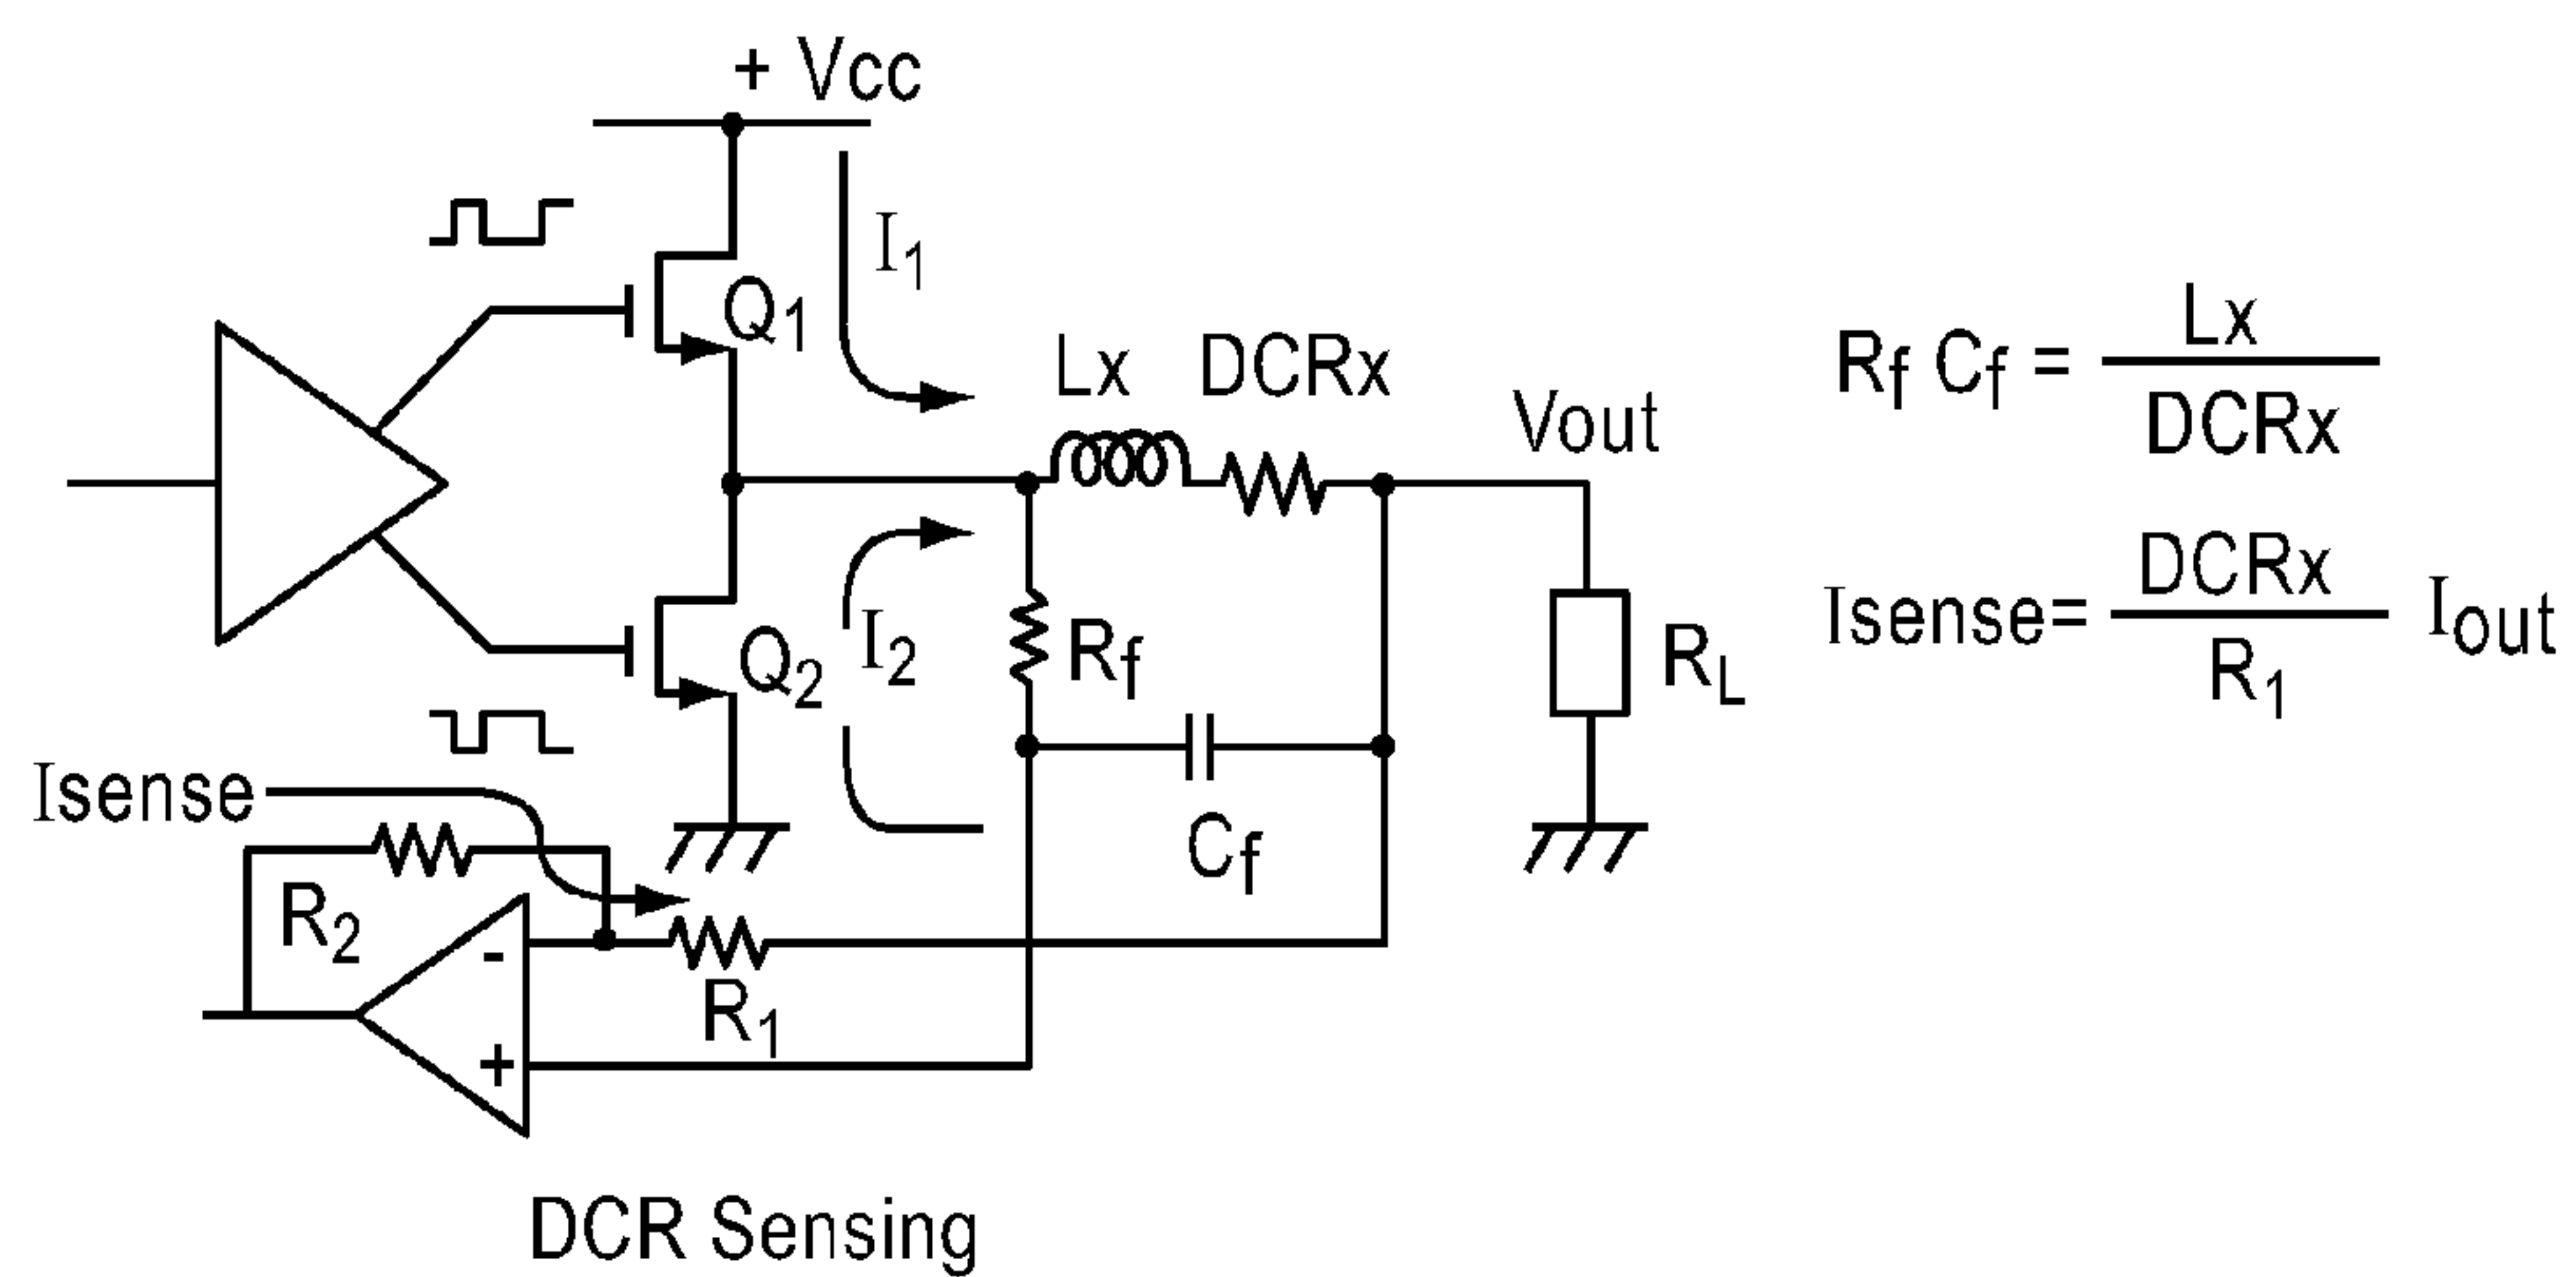 + Vcc
I1
Q1
Lx DCRx
Vout
Rf Cf = Lx / DCRx
Isense= DCRx / R1 Iout
I2
Q2
Rf
RL
Cf
Isense
R2
-
+
R1
DCR Sensing